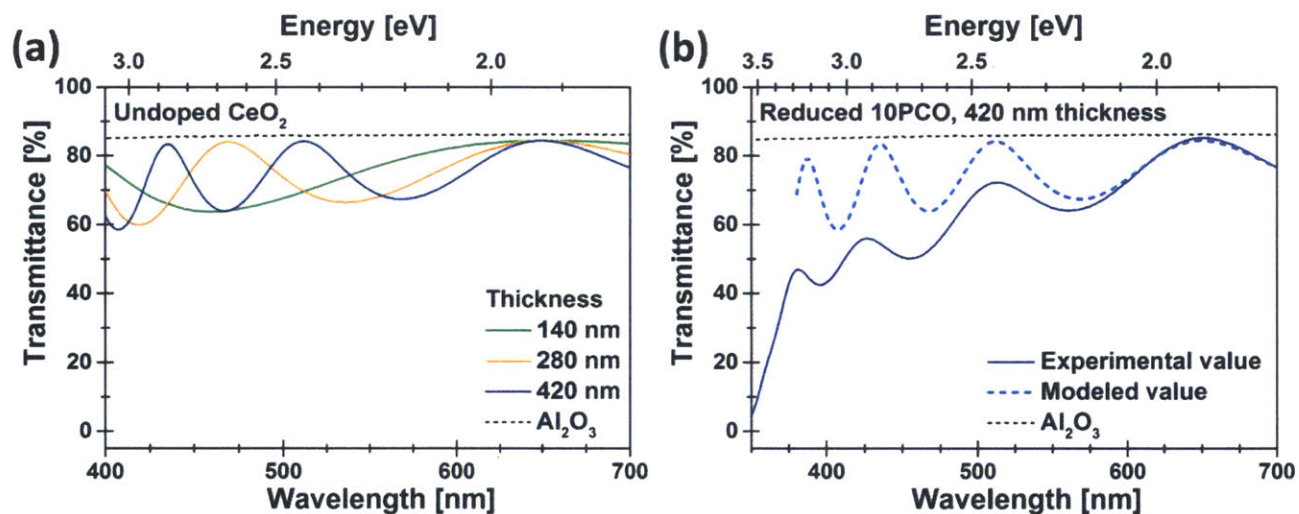 (a)
Energy [eV]
3.0 2.5 2.0
Undoped CeO₂
Transmittance [%]
100
80
60
40
80
0
Thickness
140 nm
280 nm
420 nm
Al₂O₃
400 500 600 700
Wavelength [nm]
(b)
Energy [eV]
3.5 3.0 2.5 2.0
Reduced 10PCO, 420 nm thickness
Transmittance [%]
100
80
60
40
80
0
Experimental value
Modeled value
Al₂O₃
400 500 600 700
Wavelength [nm]